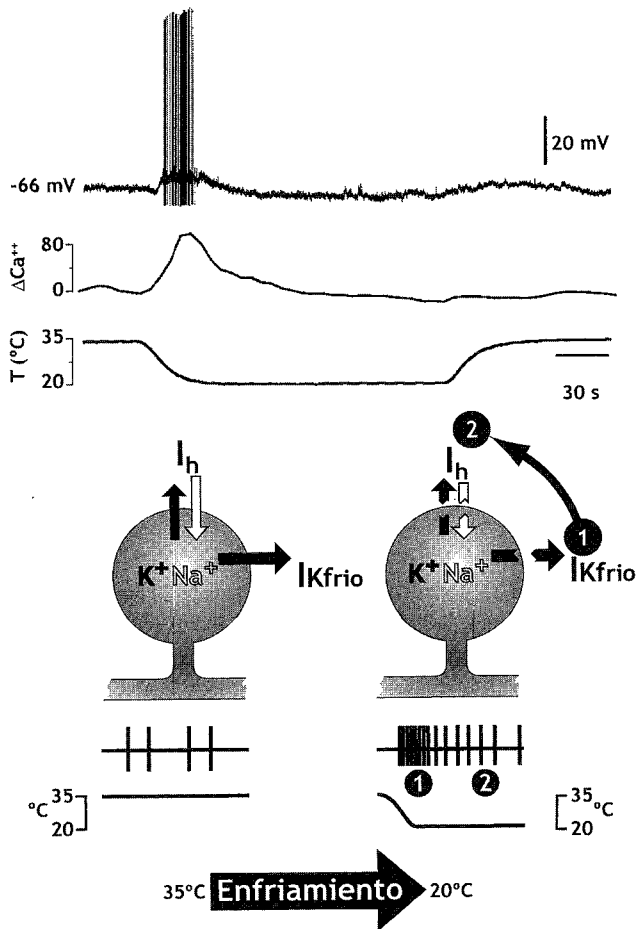 20 mV
-66 mV
ΔCa⁺⁺
80
0
T (°C)
35
20
30 s
Iₕ
K⁺ Na⁺
IKfrio
2
Iₕ
1
K⁺ Na⁺
IKfrio
1
2
°C
35
20
35
20
°C
35°C Enfriamiento 20°C